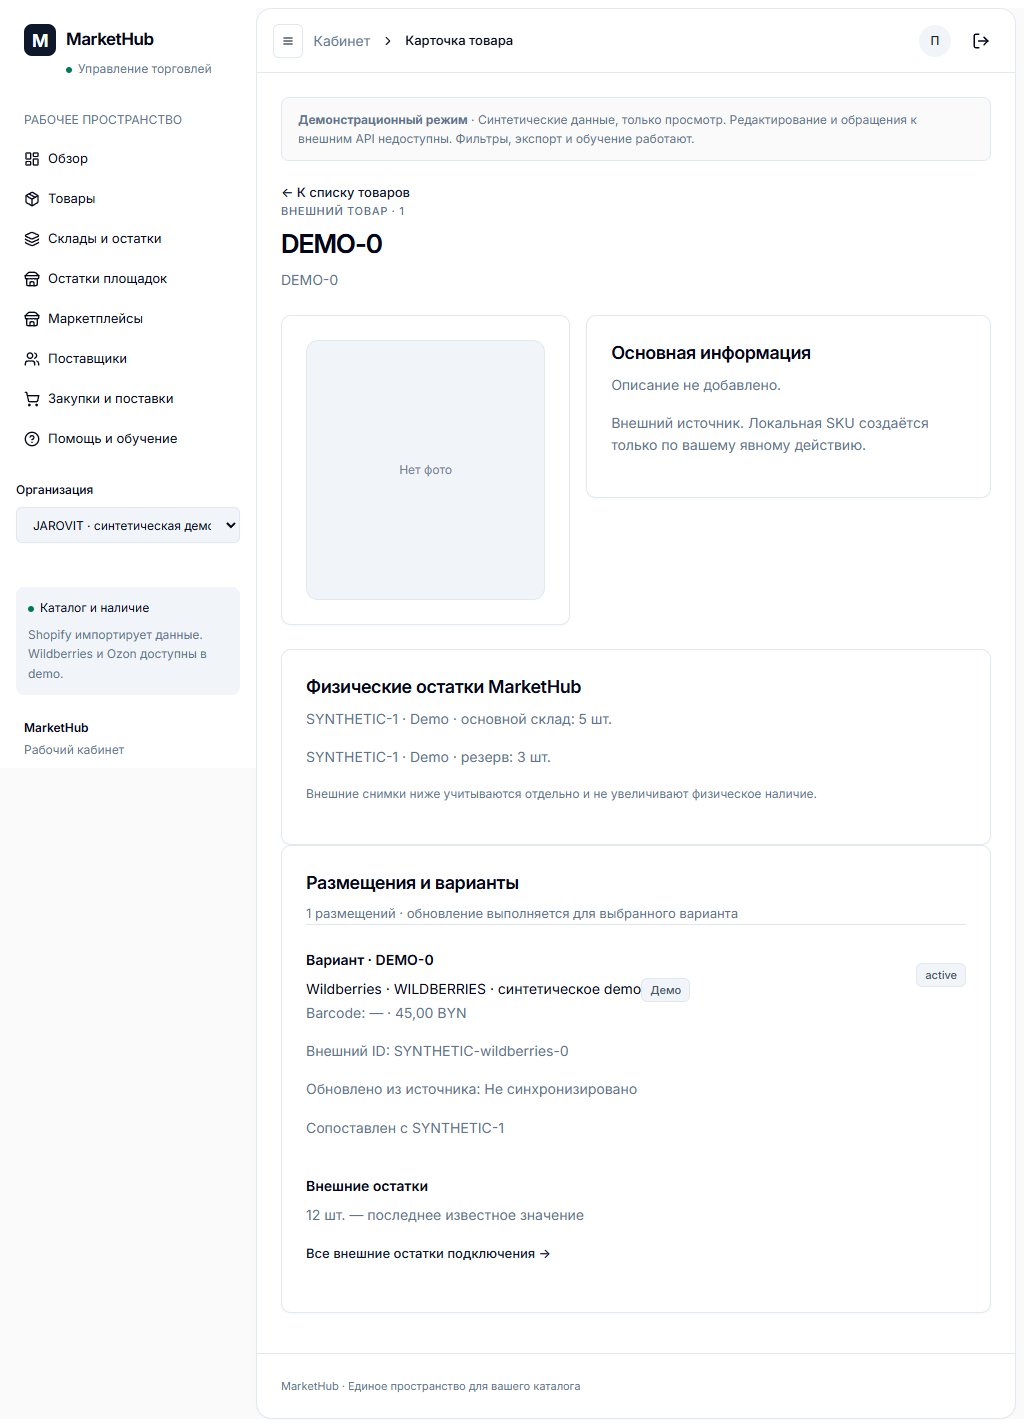 M MarketHub
Управление торговлей
РАБОЧЕЕ ПРОСТРАНСТВО
Обзор
Товары
Склады и остатки
Остатки площадок
Маркетплейсы
Поставщики
Закупки и поставки
Помощь и обучение
Организация
JAROVIT · синтетическая
Каталог и наличие
Shopify импортирует данные.
Wildberries и Ozon доступны в
demo.
MarketHub
Рабочий кабинет
Кабинет > Карточка товара
П
Демонстрационный режим · Синтетические данные, только просмотр. Редактирование и обращения к
внешним API недоступны. Фильтры, экспорт и обучение работают.
← К списку товаров
ВНЕШНИЙ ТОВАР · 1
DEMO-0
DEMO-0
Нет фото
Основная информация
Описание не добавлено.
Внешний источник. Локальная SKU создаётся
только по вашему явному действию.
Физические остатки MarketHub
SYNTHETIC-1 · Demo · основной склад: 5 шт.
SYNTHETIC-1 · Demo · резерв: 3 шт.
Внешние снимки ниже учитываются отдельно и не увеличивают физическое наличие.
Размещения и варианты
1 размещений · обновление выполняется для выбранного варианта
Вариант · DEMO-0
active
Wildberries · WILDBERRIES · синтетическое demo Демо
Barcode: — · 45,00 BYN
Внешний ID: SYNTHETIC-wildberries-0
Обновлено из источника: Не синхронизировано
Сопоставлен с SYNTHETIC-1
Внешние остатки
12 шт. — последнее известное значение
Все внешние остатки подключения →
MarketHub · Единое пространство для вашего каталога